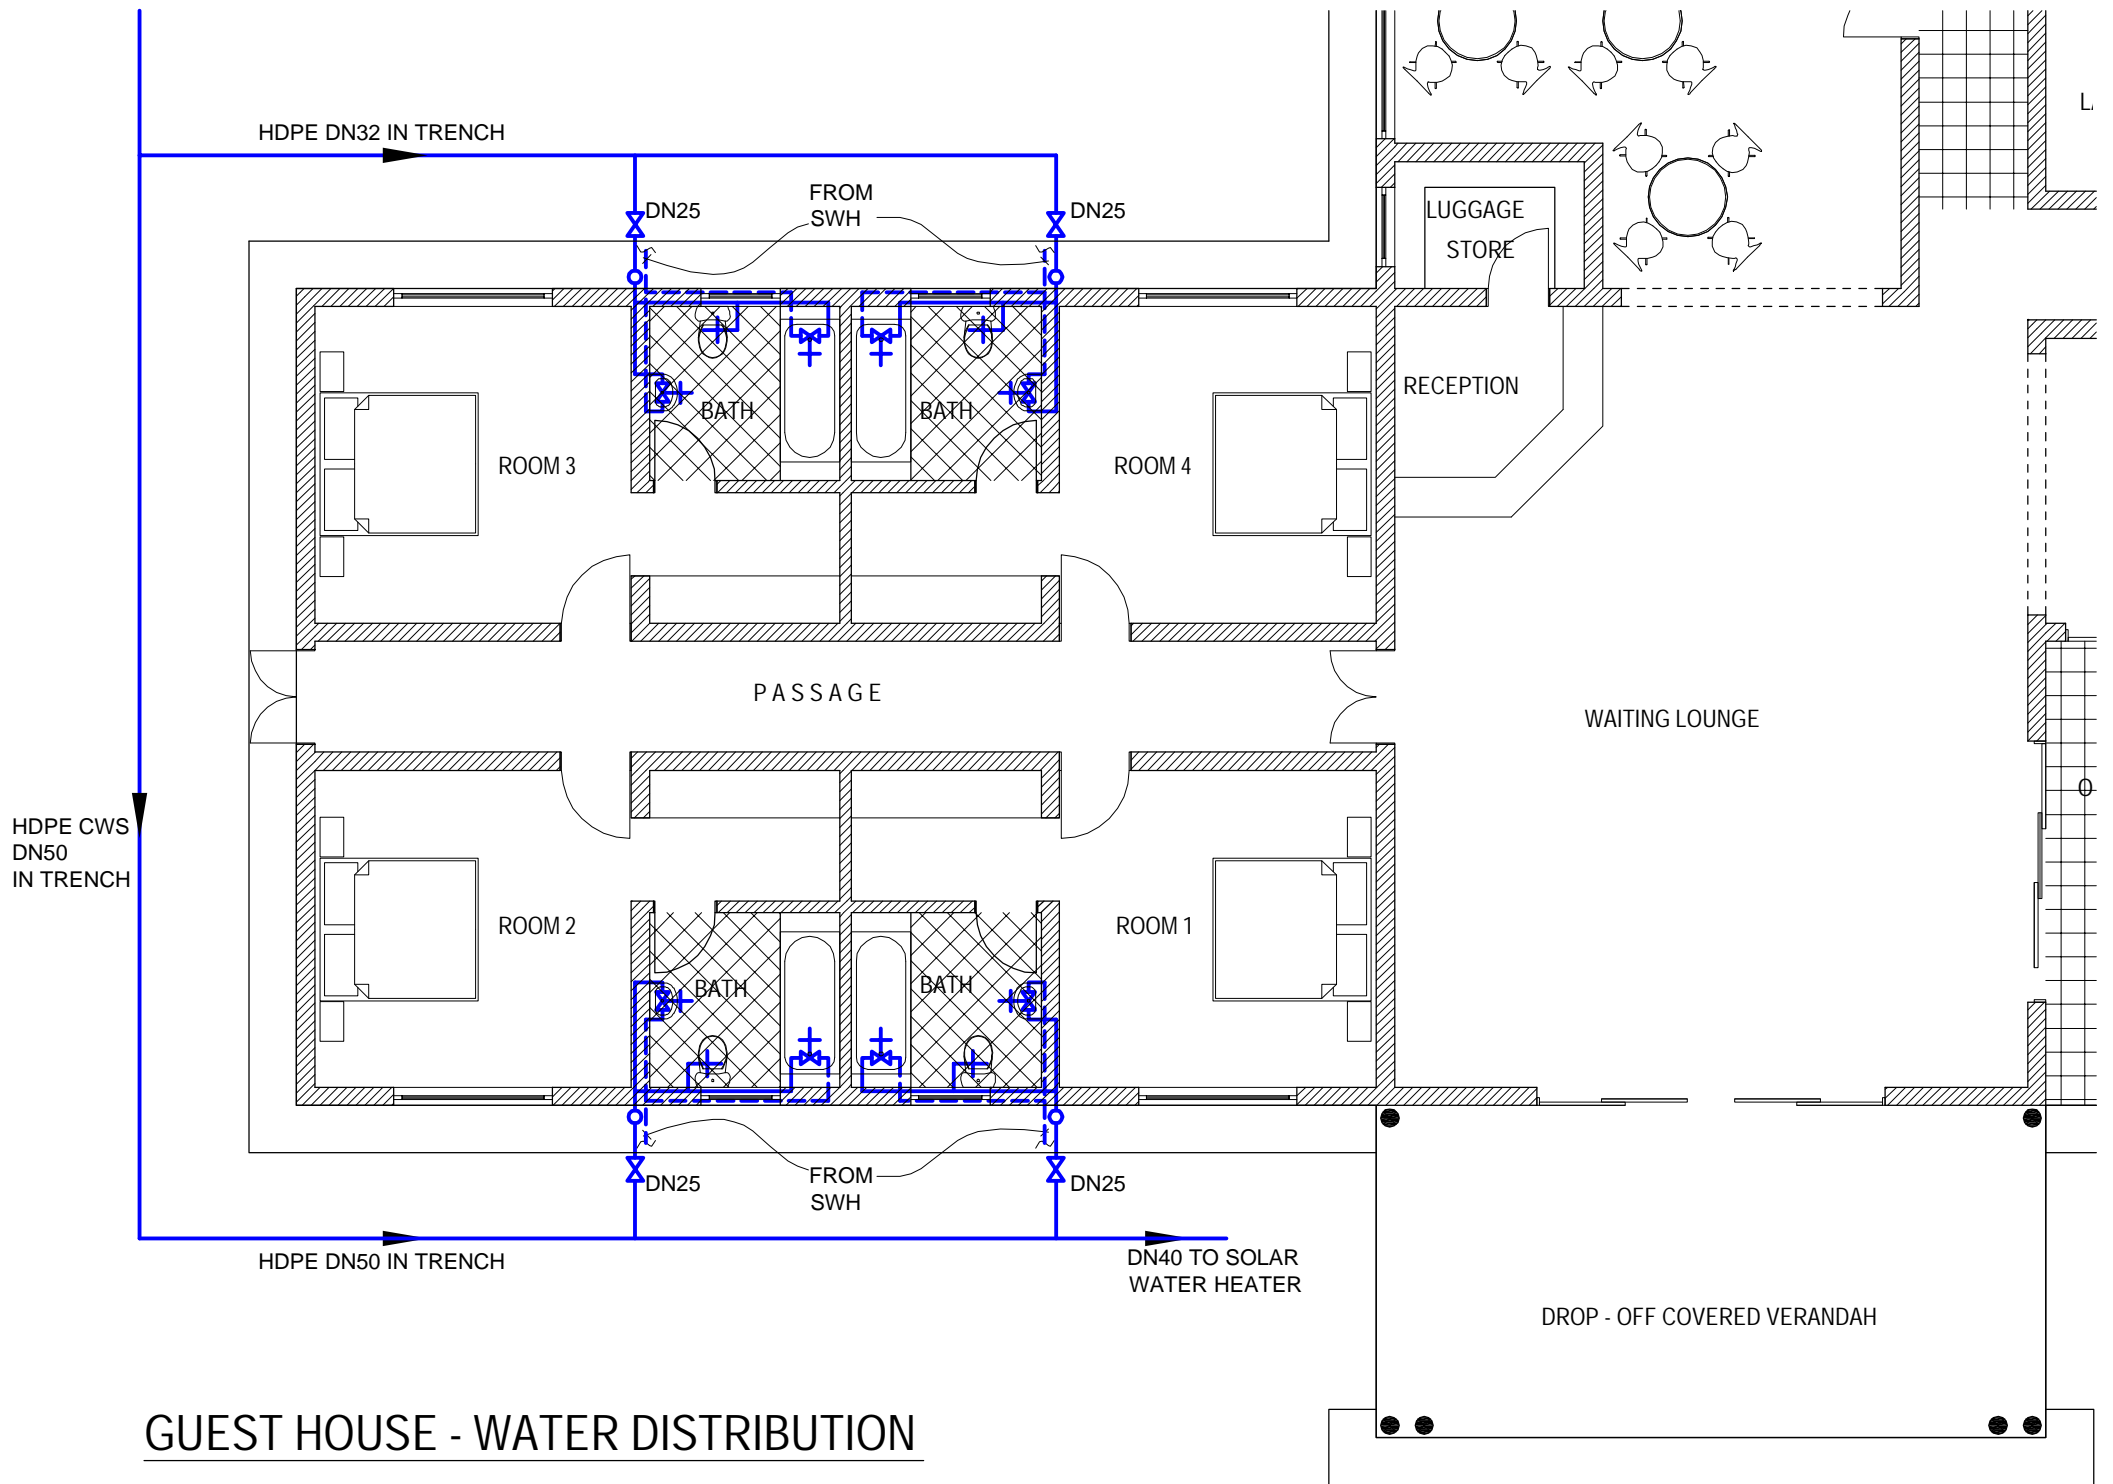 HDPE DN32 IN TRENCH
FROM
SWH
DN25
DN25
LUGGAGE
STORE
RECEPTION
BATH
BATH
ROOM 3
ROOM 4
PASSAGE
WAITING LOUNGE
HDPE CWS
DN50
IN TRENCH
ROOM 2
ROOM 1
BATH
BATH
FROM
SWH
DN25
DN25
HDPE DN50 IN TRENCH
DN40 TO SOLAR
WATER HEATER
DROP - OFF COVERED VERANDAH
GUEST HOUSE - WATER DISTRIBUTION